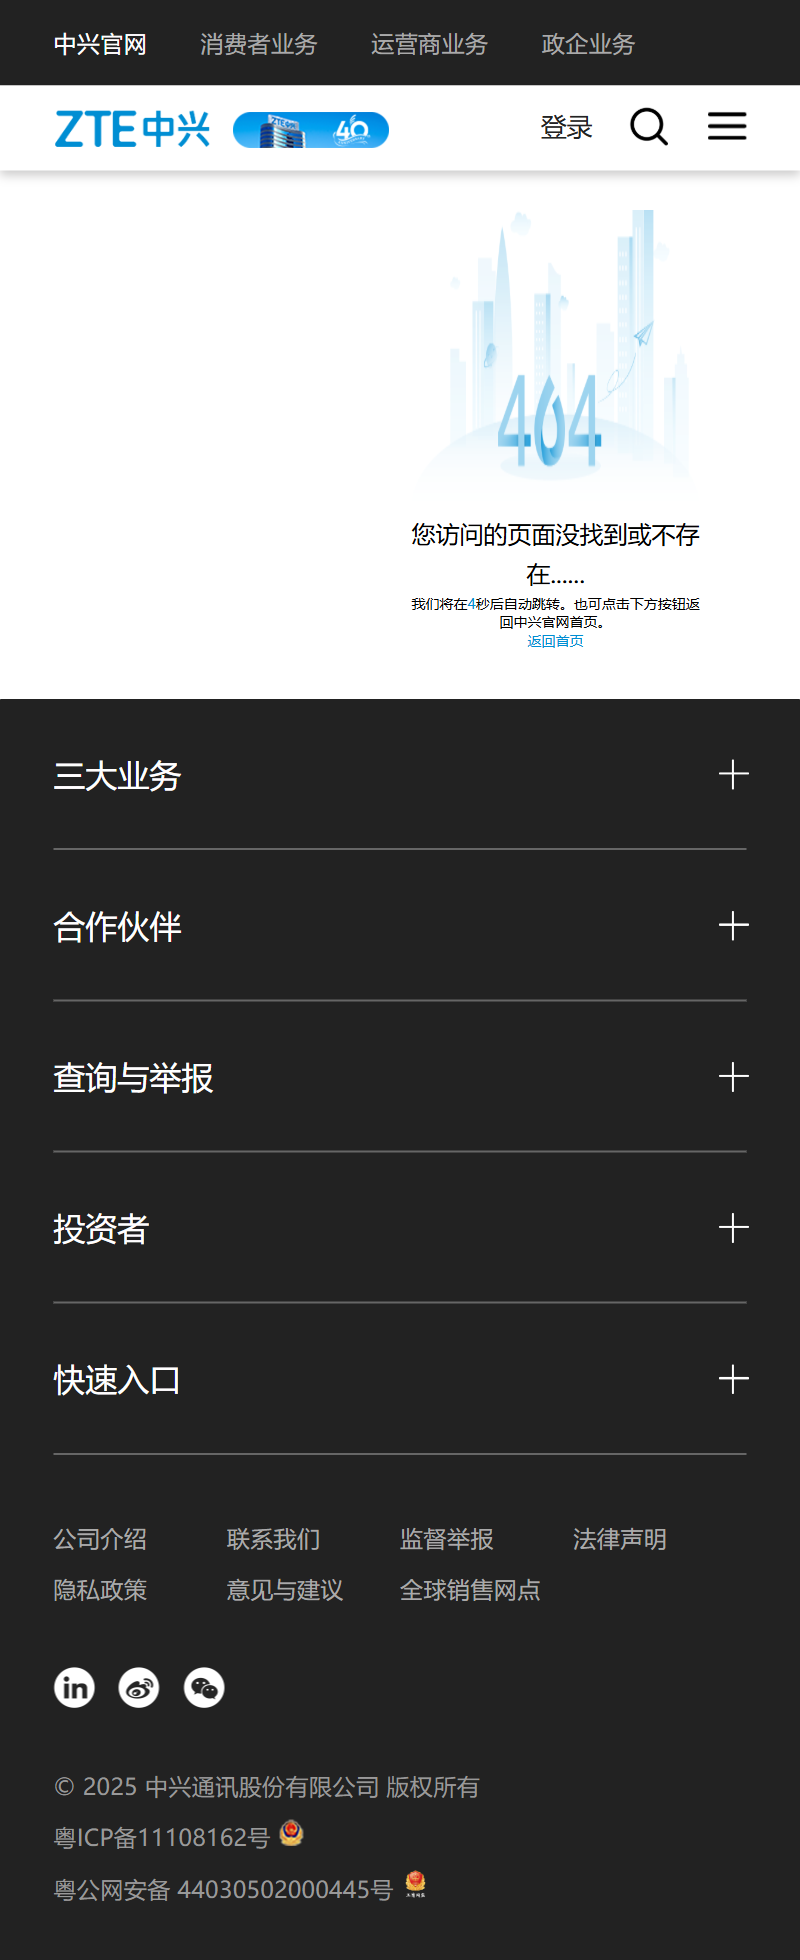 中兴官网 消费者业务 运营商业务 政企业务
ZTE中兴 ZTE中兴 40 登录
404
您访问的页面没找到或不存
在......
我们将在4秒后自动跳转。也可点击下方按钮返
回中兴官网首页。
返回首页
三大业务
合作伙伴
查询与举报
投资者
快速入口
公司介绍 联系我们 监督举报 法律声明
隐私政策 意见与建议 全球销售网点
in
© 2025 中兴通讯股份有限公司 版权所有
粤ICP备11108162号
粤公网安备 44030502000445号